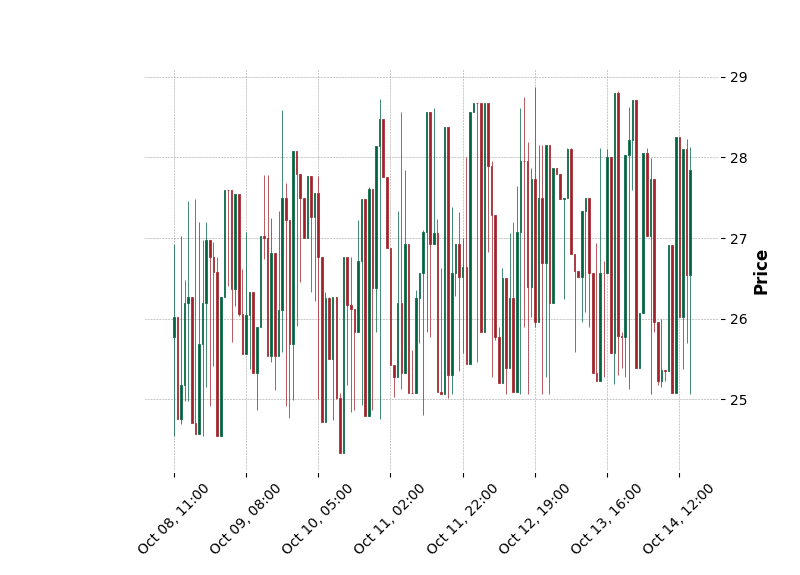 29
28
27
26
25
Price
Oct 08, 11:00
Oct 09, 08:00
Oct 10, 05:00
Oct 11, 02:00
Oct 11, 22:00
Oct 12, 19:00
Oct 13, 16:00
Oct 14, 12:00